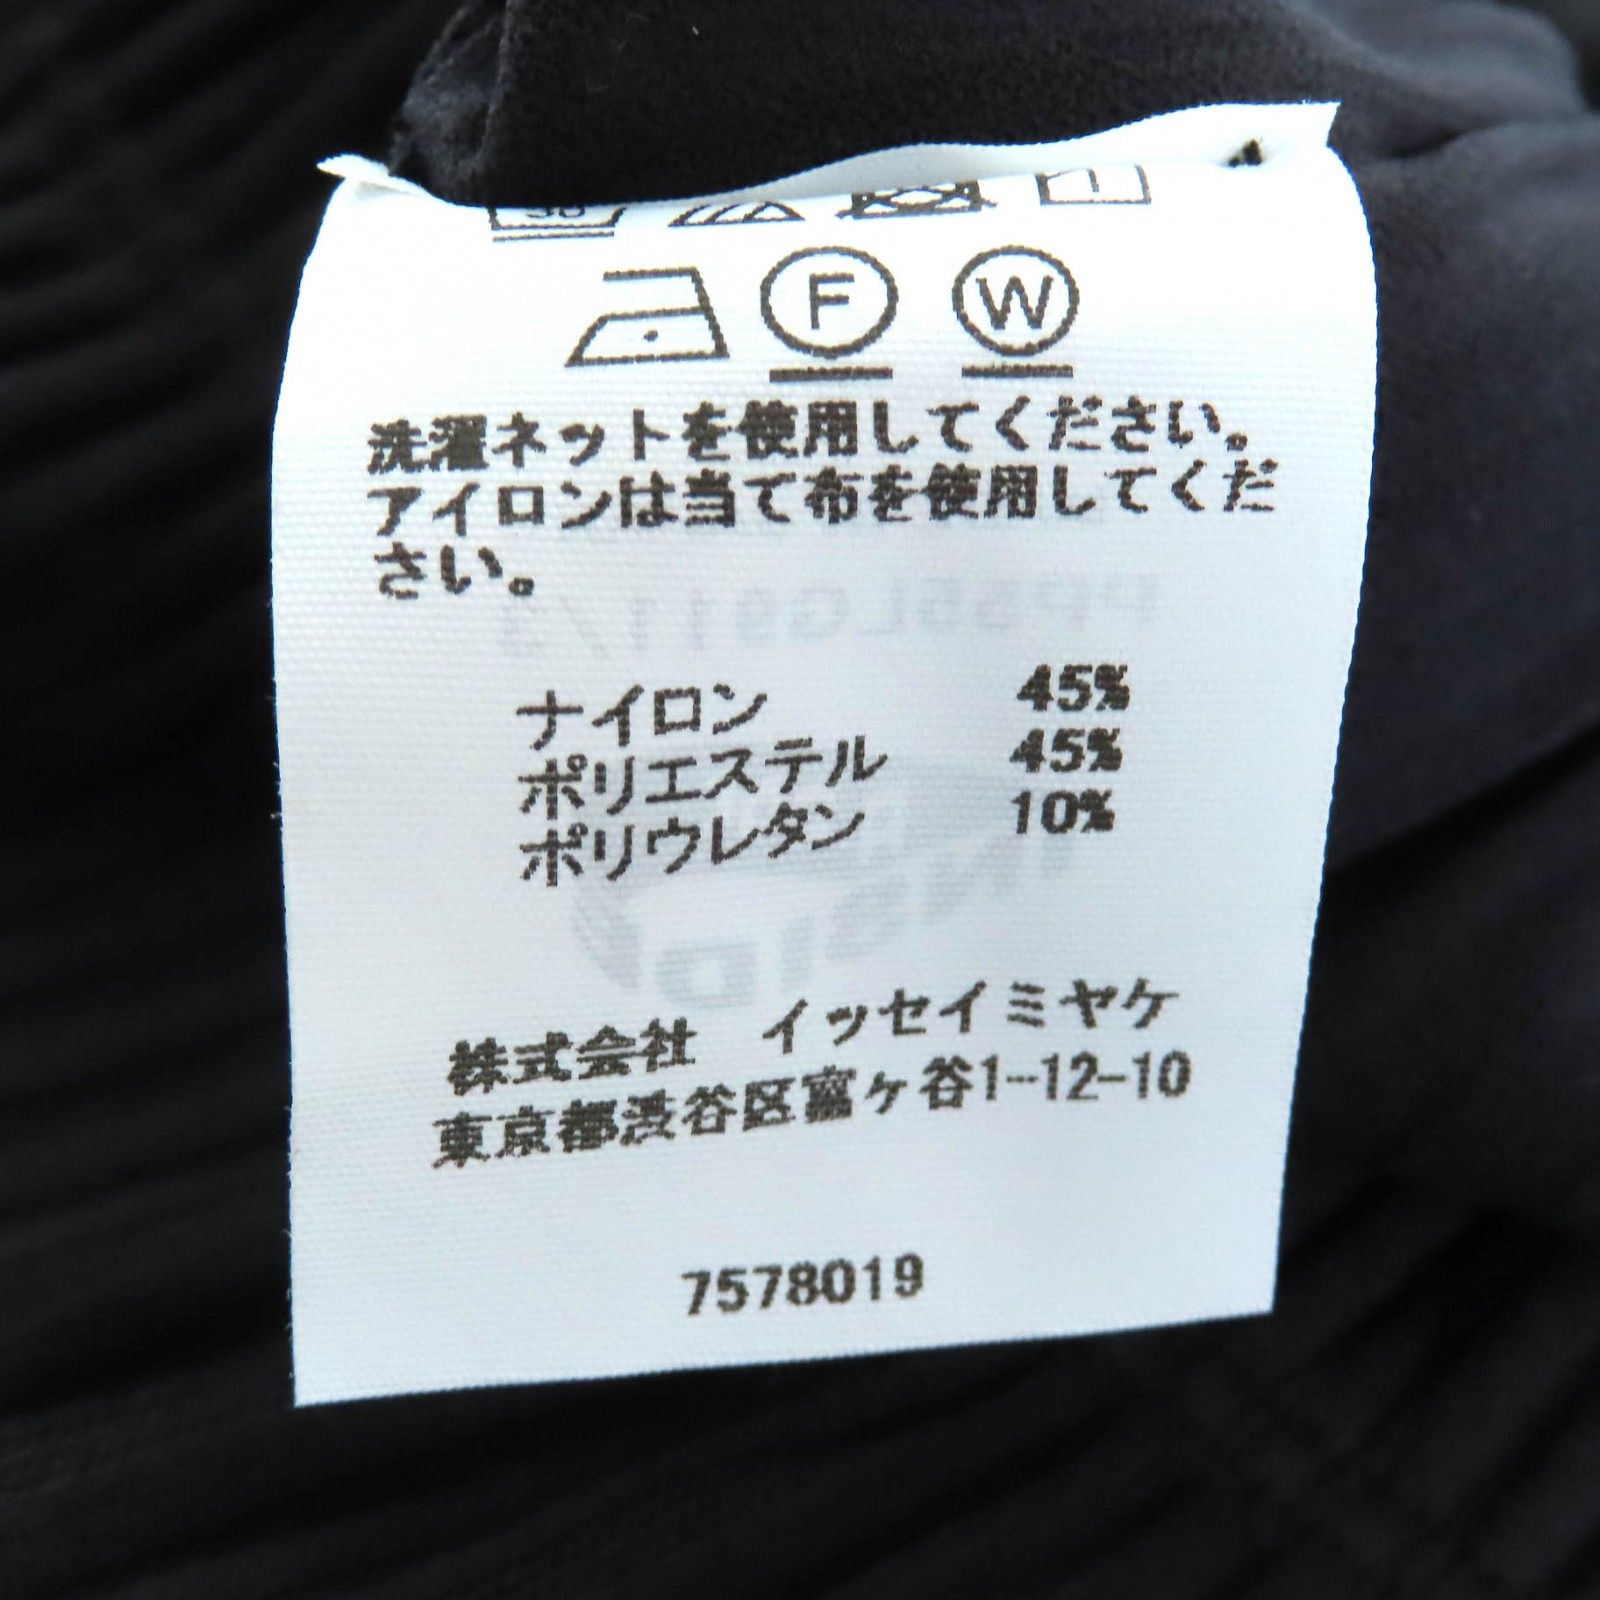 30
F W
洗濯ネットを使用してください。
アイロンは当て布を使用してくだ
さい。
ナイロン 45%
ポリエステル 45%
ポリウレタン 10%
株式会社 イッセイミヤケ
東京都渋谷区富ヶ谷1-12-10
7578019